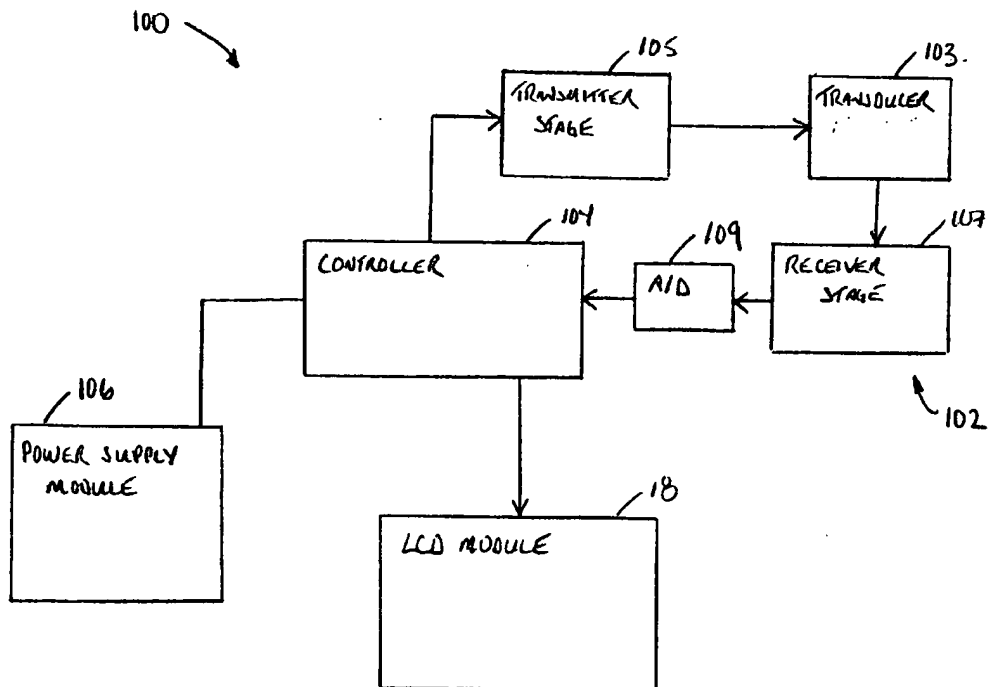 100
105
TRANSMITTER
STAGE
103.
TRANSDUCER
104
CONTROLLER
109
A/D
107
RECEIVER
STAGE
102
106
POWER SUPPLY
MODULE
18
LCD MODULE